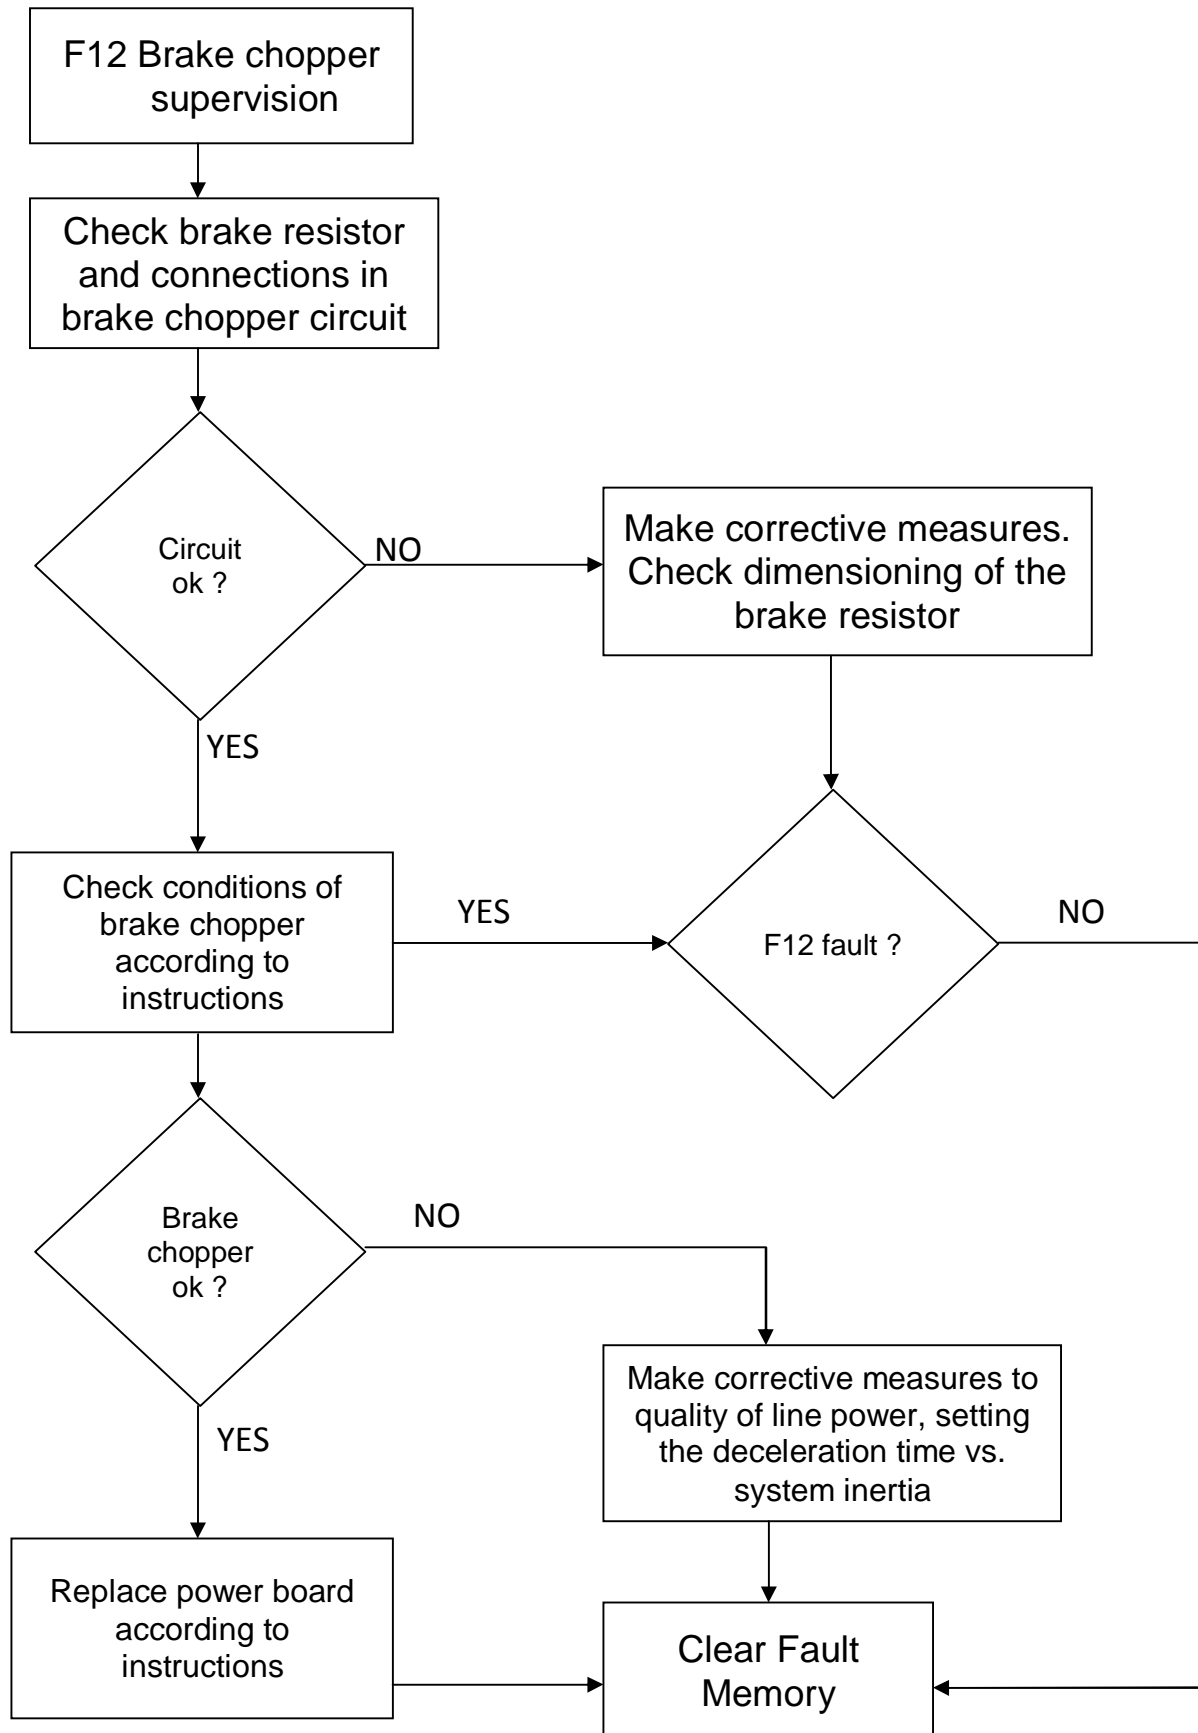 F12 Brake chopper
supervision
Check brake resistor
and connections in
brake chopper circuit
Circuit
ok ?
NO
Make corrective measures.
Check dimensioning of the
brake resistor
YES
Check conditions of
brake chopper
according to
instructions
YES
F12 fault ?
NO
Brake
chopper
ok ?
NO
YES
Make corrective measures to
quality of line power, setting
the deceleration time vs.
system inertia
Replace power board
according to
instructions
Clear Fault
Memory